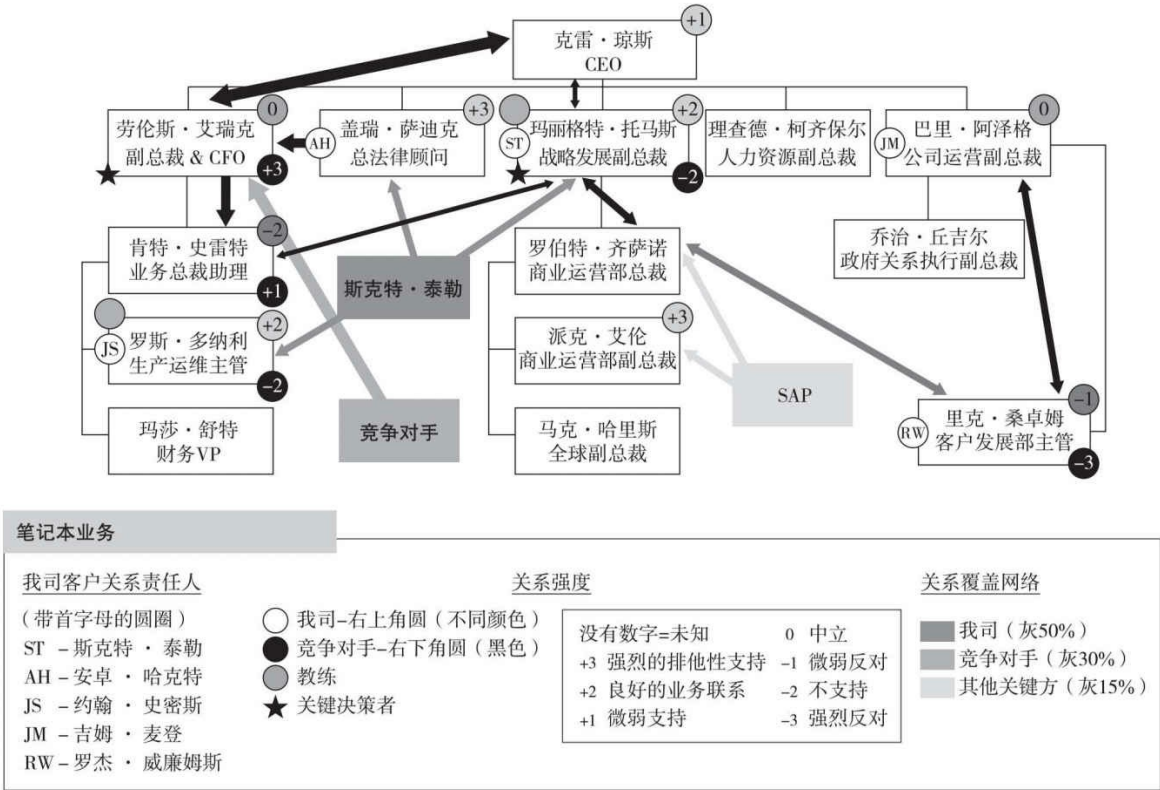 克雷·琼斯
CEO
+1
劳伦斯·艾瑞克
副总裁 & CFO
0
+3
盖瑞·萨迪克
总法律顾问
+3
AH
玛丽格特·托马斯
战略发展副总裁
+2
ST
-2
理查德·柯齐保尔
人力资源副总裁
巴里·阿泽格
公司运营副总裁
0
JM
肯特·史雷特
业务总裁助理
-2
+1
斯克特·泰勒
罗伯特·齐萨诺
商业运营部总裁
乔治·丘吉尔
政府关系执行副总裁
罗斯·多纳利
生产运维主管
+2
JS
-2
派克·艾伦
商业运营部副总裁
+3
SAP
玛莎·舒特
财务VP
竞争对手
马克·哈里斯
全球副总裁
里克·桑卓姆
客户发展部主管
-1
RW
-3
笔记本业务
我司客户关系责任人
(带首字母的圆圈)
ST -斯克特·泰勒
AH-安卓·哈克特
JS -约翰·史密斯
JM -吉姆·麦登
RW-罗杰·威廉姆斯
我司-右上角圆(不同颜色)
竞争对手-右下角圆(黑色)
教练
关键决策者
关系强度
没有数字=未知
+3 强烈的排他性支持
+2 良好的业务联系
+1 微弱支持
0 中立
-1 微弱反对
-2 不支持
-3 强烈反对
关系覆盖网络
我司(灰50%)
竞争对手(灰30%)
其他关键方(灰15%)